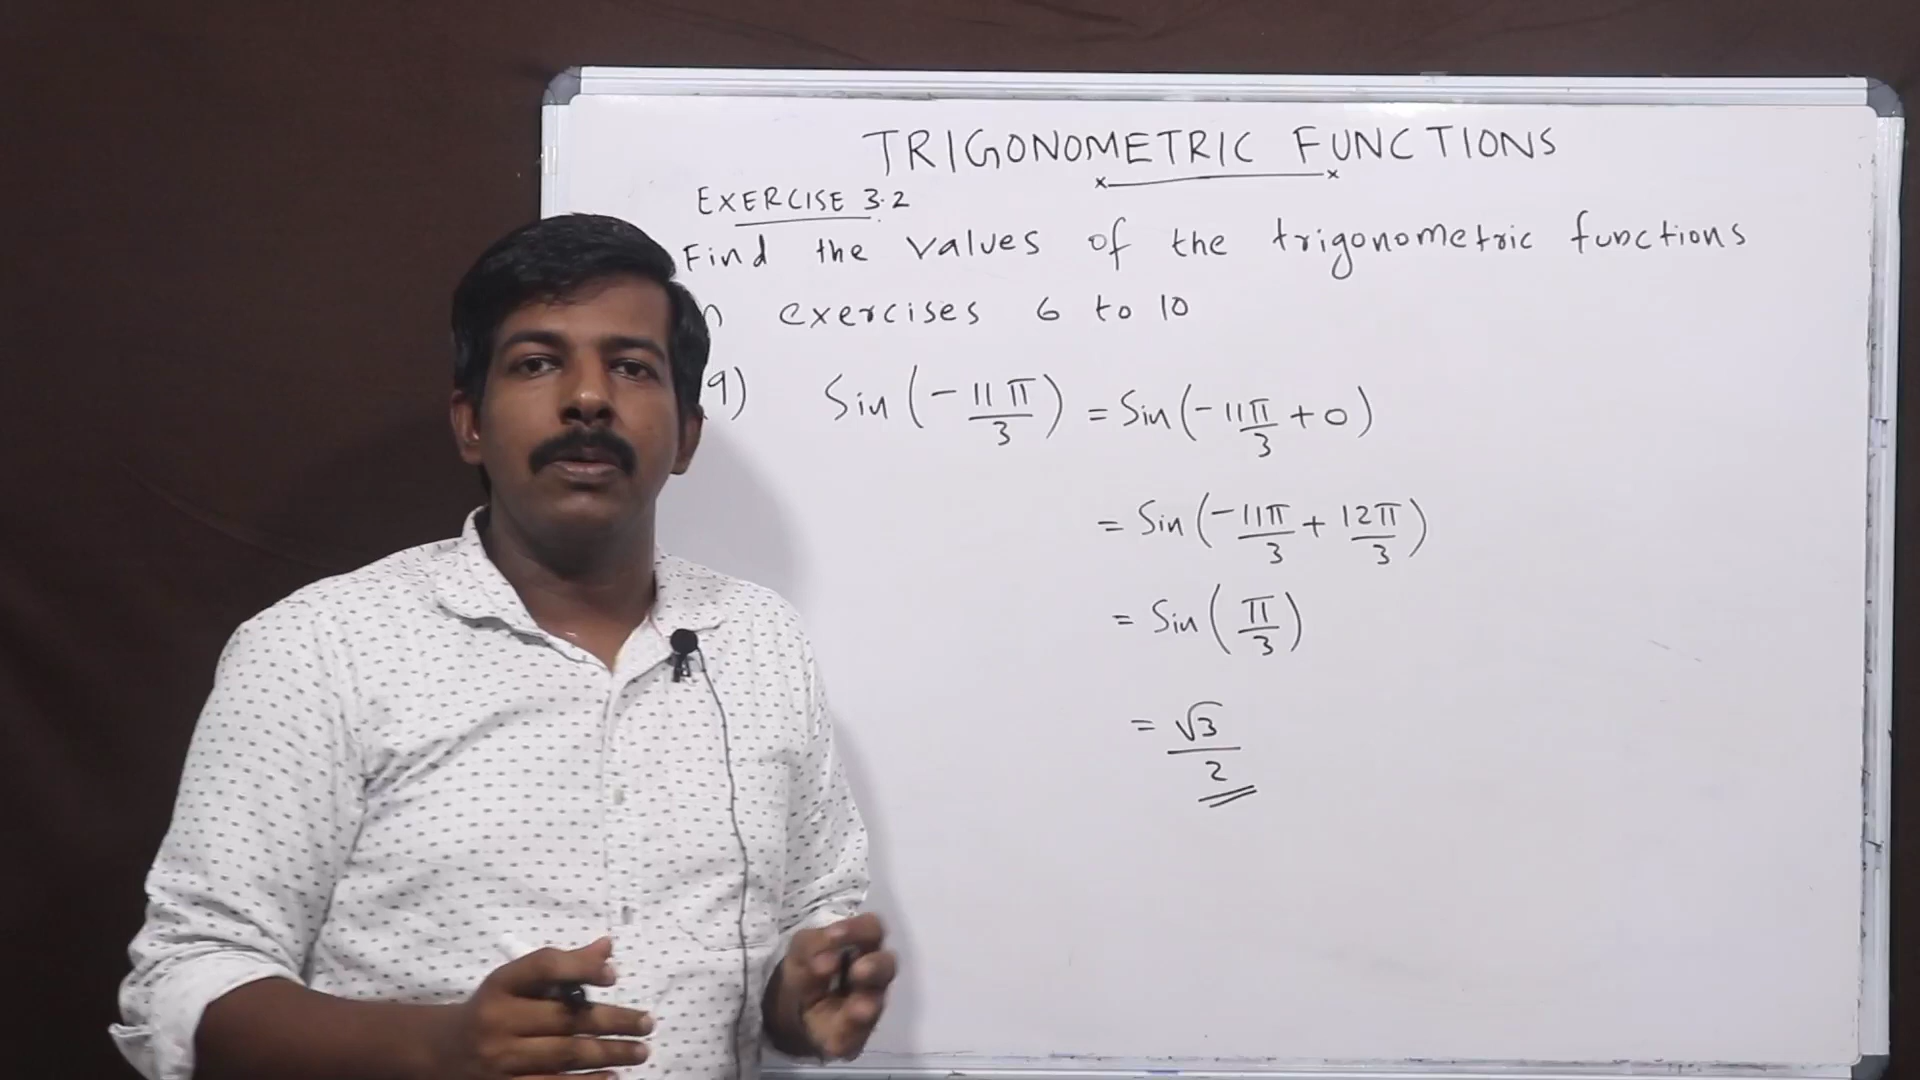 TRIGONOMETRIC FUNCTIONS
EXERCISE 3.2
Find the values of the trigonometric functions
n exercises 6 to 10
9) Sin(-11π/3) = Sin(-11π/3 + 0)
= Sin(-11π/3 + 12π/3)
= Sin(π/3)
= √3/2